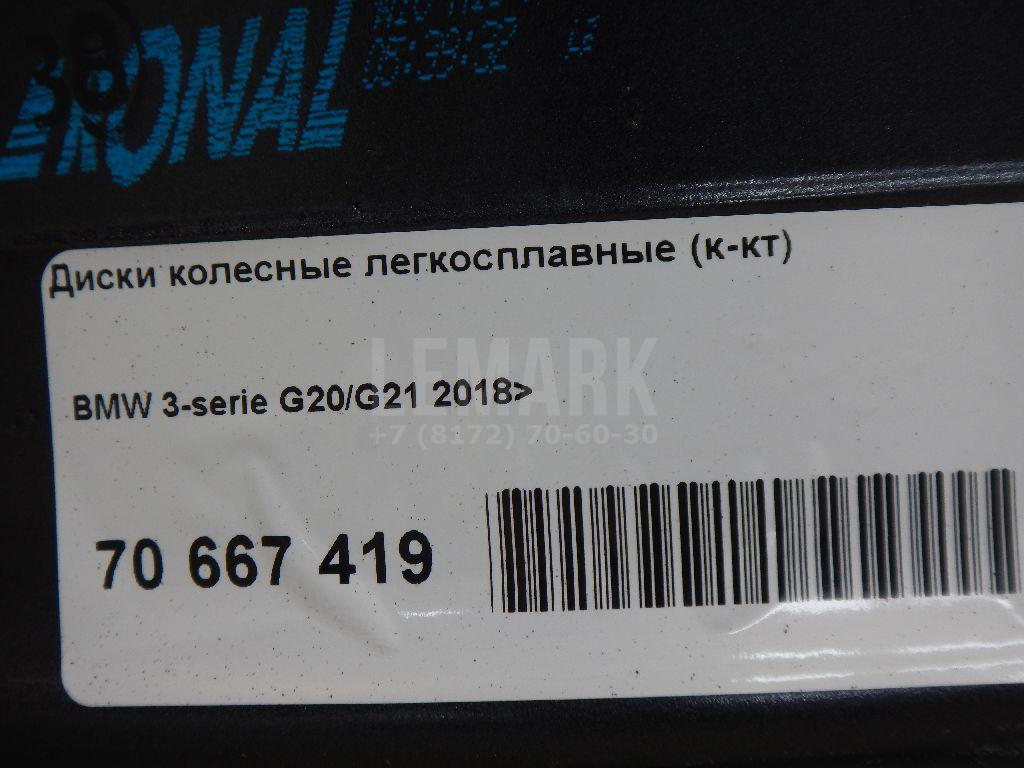 38
RONAL
Диски колесные легкосплавные (к-кт)
LEMARK
BMW 3-serie G20/G21 2018>
+7 (8172) 70-60-30
70 667 419